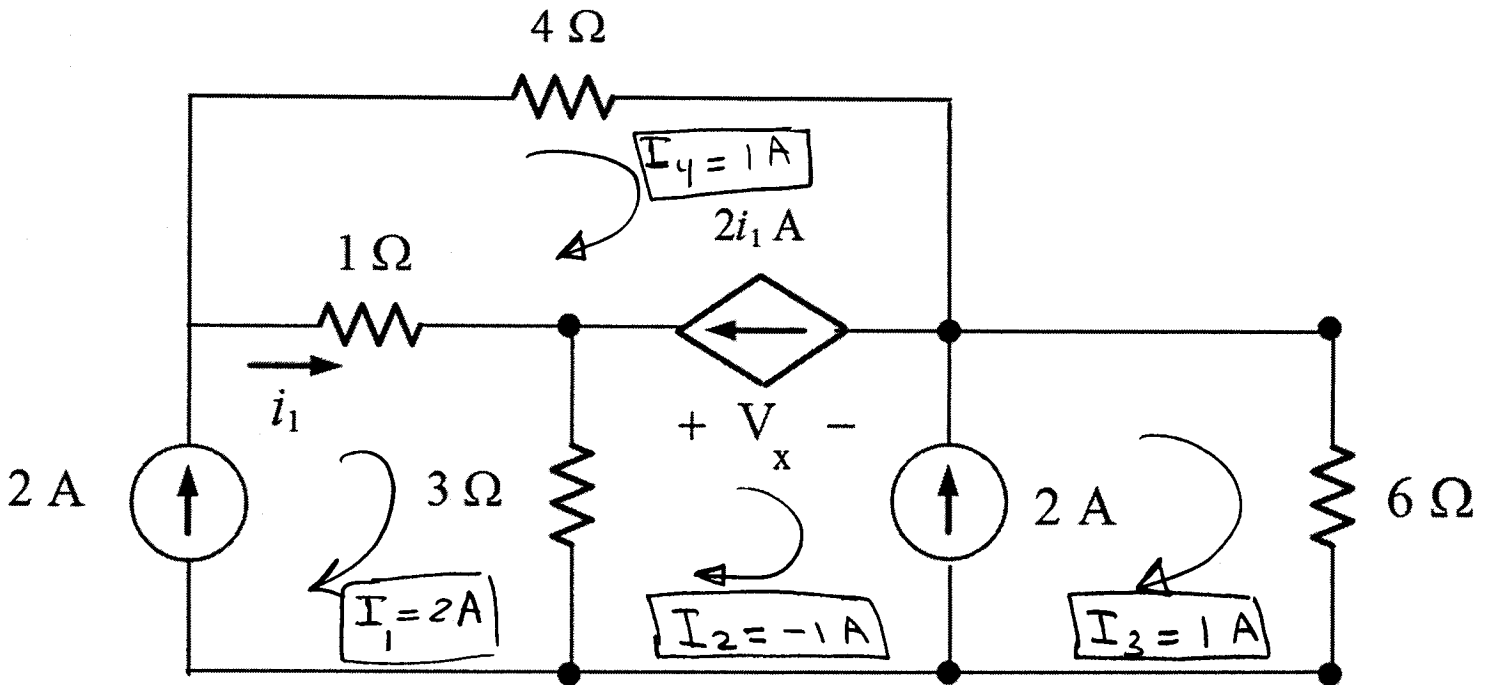 4 Ω
I₄ = 1 A
2i₁ A
1 Ω
i₁
+ Vₓ −
2 A
3 Ω
2 A
6 Ω
I₁ = 2 A
I₂ = -1 A
I₃ = 1 A